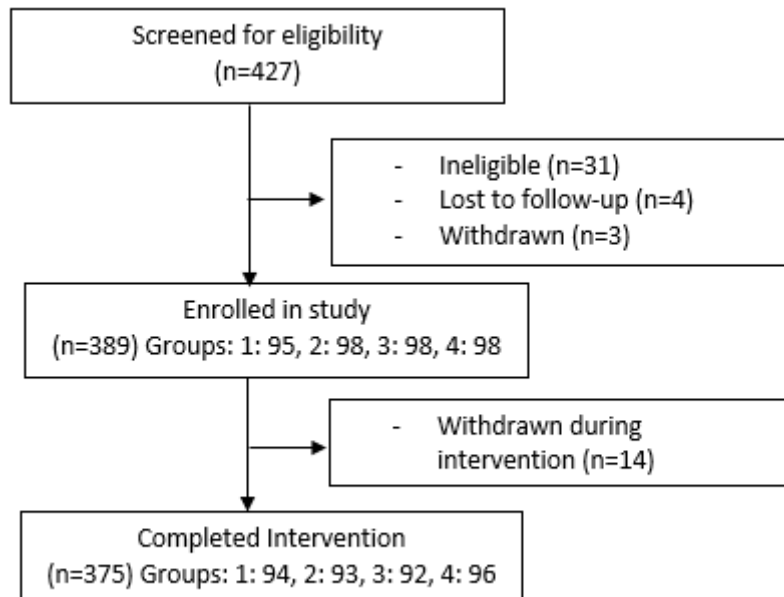 Screened for eligibility
(n=427)
- Ineligible (n=31)
- Lost to follow-up (n=4)
- Withdrawn (n=3)
Enrolled in study
(n=389) Groups: 1: 95, 2: 98, 3: 98, 4: 98
- Withdrawn during
intervention (n=14)
Completed Intervention
(n=375) Groups: 1: 94, 2: 93, 3: 92, 4: 96